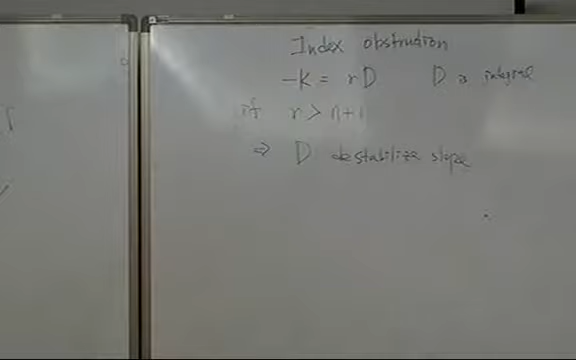 Index obstruction
-K = rD D is integral
if r > n+1
⇒ D destabilize slope